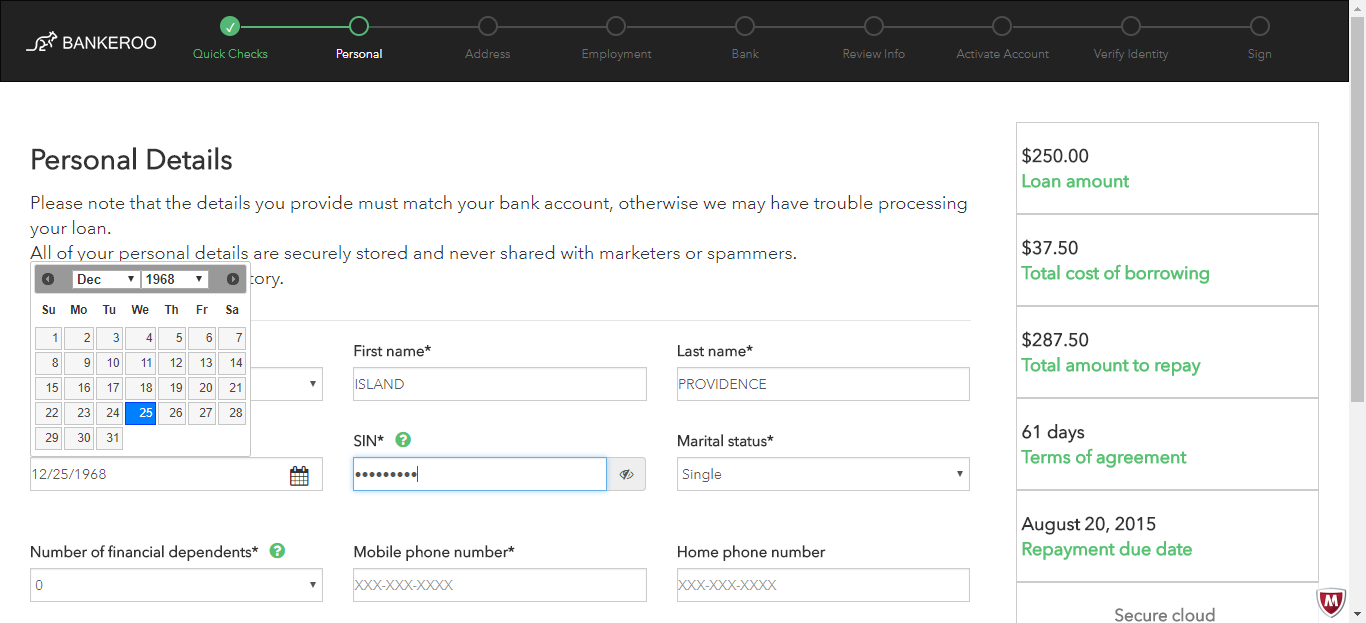 BANKEROO
Quick Checks
Personal
Address
Employment
Bank
Review Info
Activate Account
Verify Identity
Sign
Personal Details
Please note that the details you provide must match your bank account, otherwise we may have trouble processing
your loan.
All of your personal details are securely stored and never shared with marketers or spammers.
tory.
Dec 1968
Su Mo Tu We Th Fr Sa
1 2 3 4 5 6 7
8 9 10 11 12 13 14
15 16 17 18 19 20 21
22 23 24 25 26 27 28
29 30 31
First name*
ISLAND
Last name*
PROVIDENCE
12/25/1968
SIN* ?
•••••••••
Marital status*
Single
Number of financial dependents* ?
0
Mobile phone number*
XXX-XXX-XXXX
Home phone number
XXX-XXX-XXXX
$250.00
Loan amount
$37.50
Total cost of borrowing
$287.50
Total amount to repay
61 days
Terms of agreement
August 20, 2015
Repayment due date
Secure cloud
M